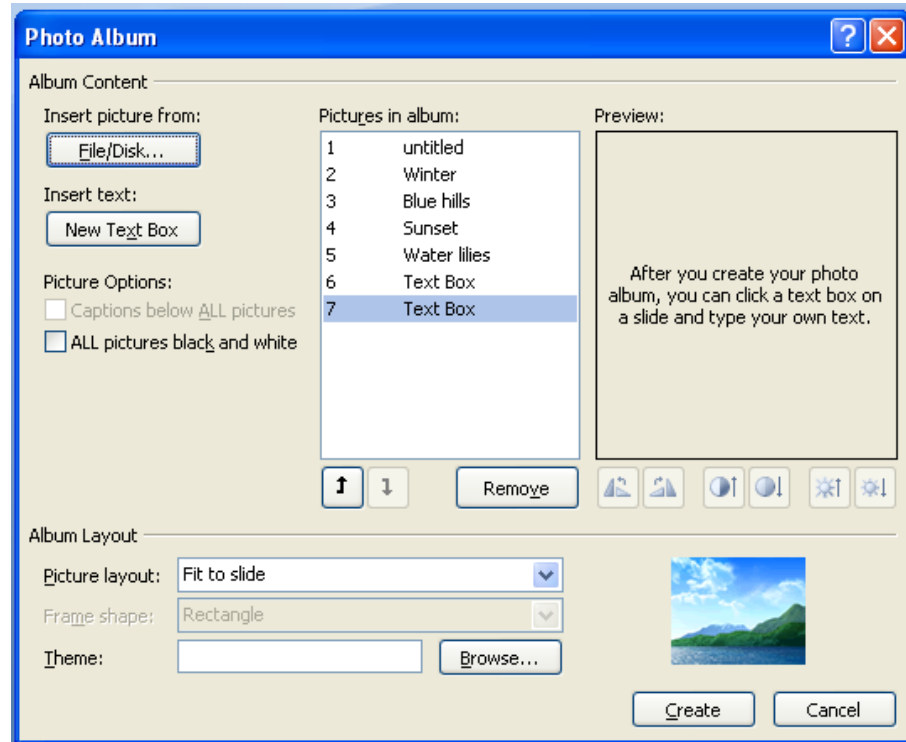 Photo Album
Album Content
Insert picture from:
File/Disk...
Insert text:
New Text Box
Picture Options:
Captions below ALL pictures
ALL pictures black and white
Pictures in album:
1 untitled
2 Winter
3 Blue hills
4 Sunset
5 Water lilies
6 Text Box
7 Text Box
Remove
Preview:
After you create your photo
album, you can click a text box on
a slide and type your own text.
Album Layout
Picture layout: Fit to slide
Frame shape: Rectangle
Theme:
Browse...
Create
Cancel